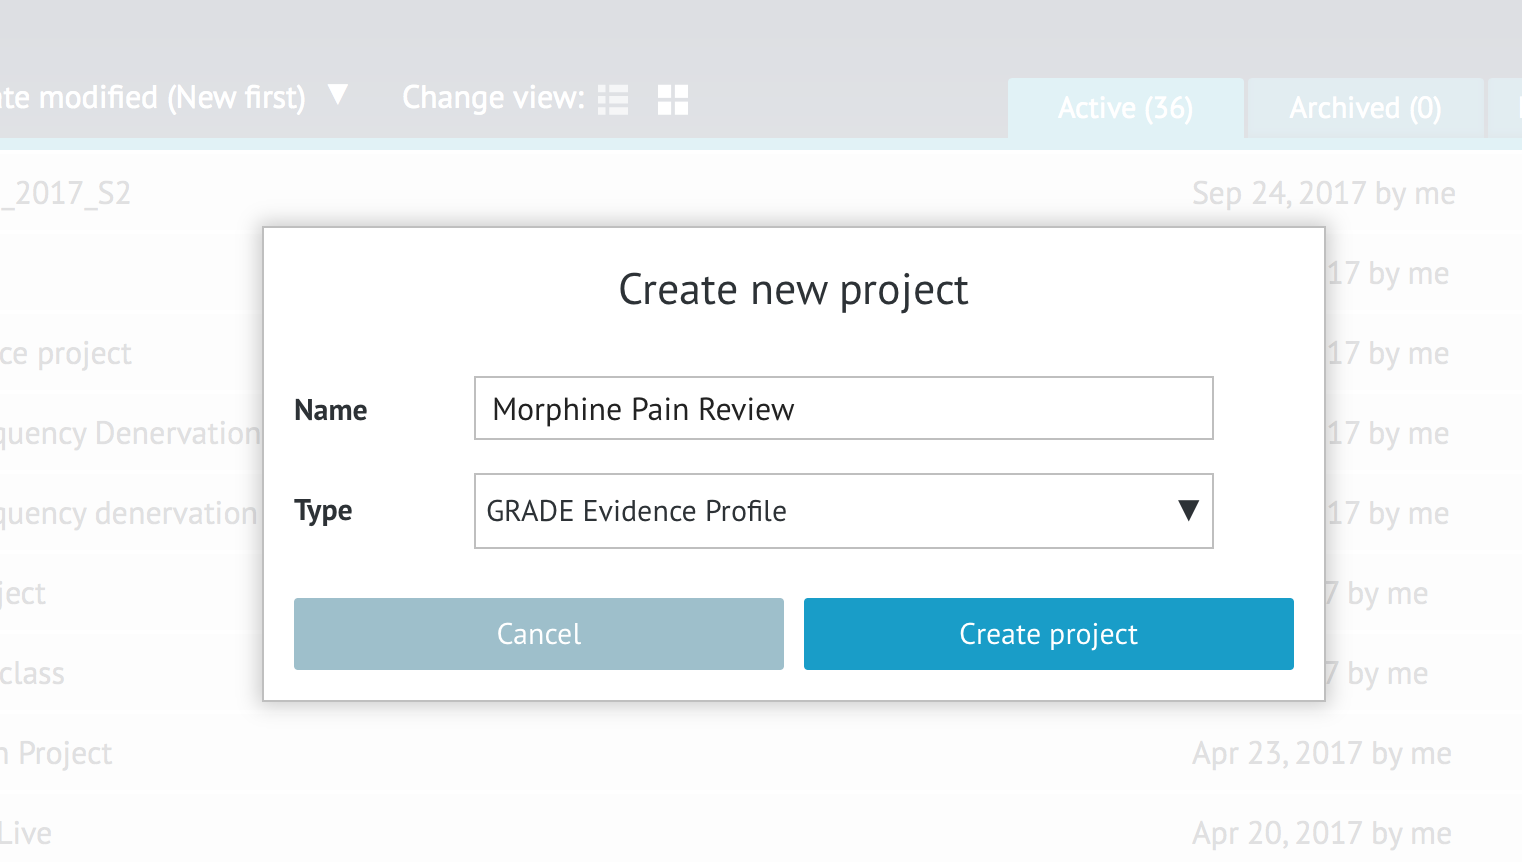 ate modified (New first) ▼ Change view:
Active (36) Archived (0)
_2017_S2 Sep 24, 2017 by me
17 by me
ce project 17 by me
quency Denervation 17 by me
quency denervation 17 by me
ject 7 by me
class 7 by me
n Project Apr 23, 2017 by me
Live Apr 20, 2017 by me
Create new project
Name Morphine Pain Review
Type GRADE Evidence Profile ▼
Cancel Create project